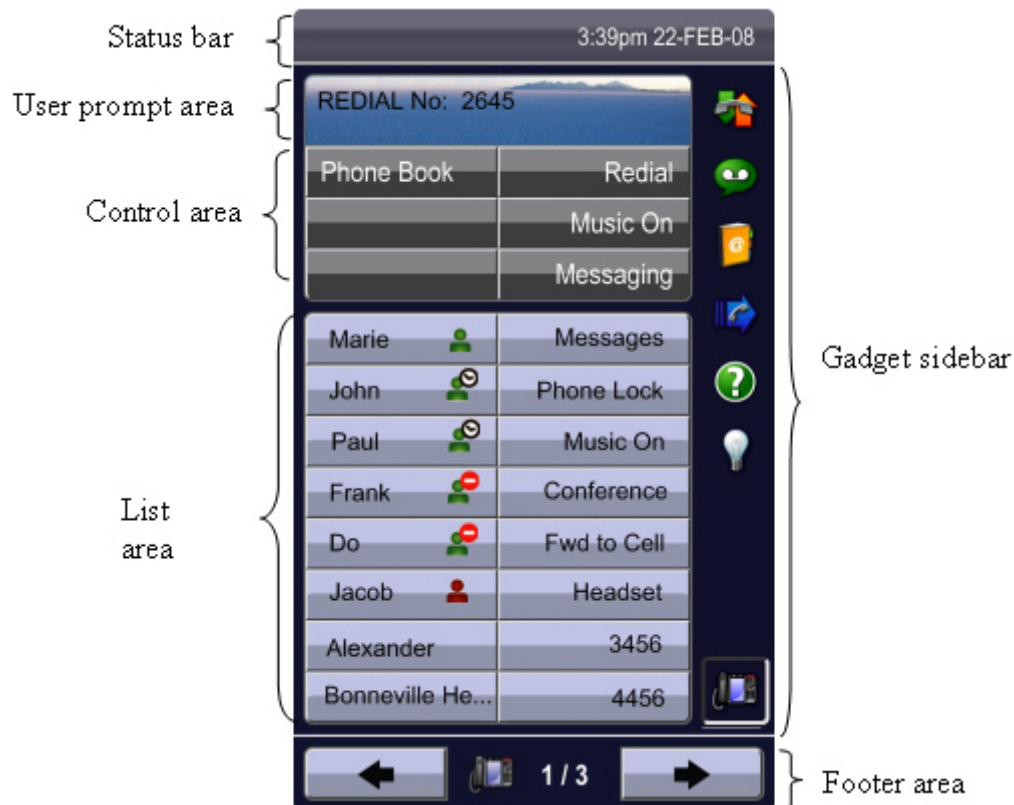 Status bar
3:39pm 22-FEB-08
User prompt area
REDIAL No: 2645
Control area
Phone Book Redial
Music On
Messaging
List
area
Marie Messages
John Phone Lock
Paul Music On
Frank Conference
Do Fwd to Cell
Jacob Headset
Alexander 3456
Bonneville He... 4456
@
?
Gadget sidebar
1 / 3
Footer area